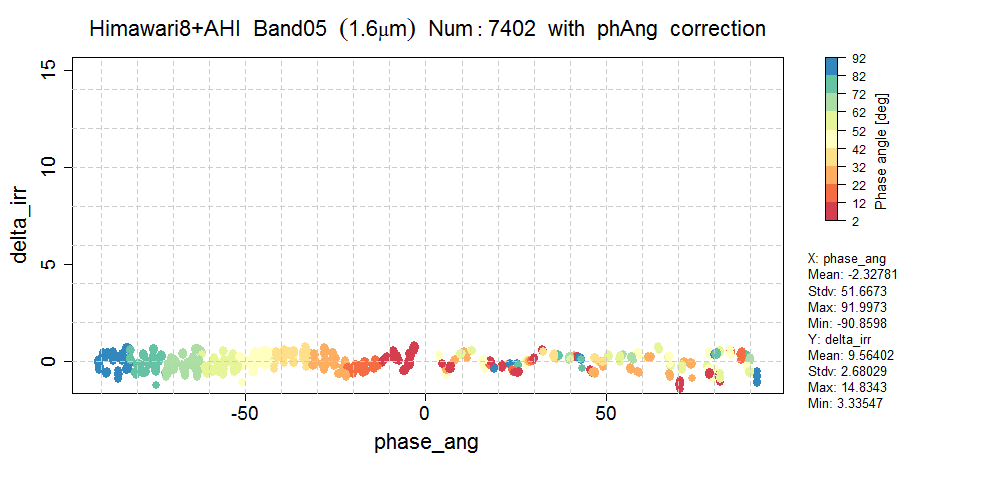 Himawari8+AHI Band05 (1.6μm) Num:7402 with phAng correction
15
10
5
0
delta_irr
-50
0
50
phase_ang
92
82
72
62
52
42
32
22
12
2
Phase angle [deg]
X: phase_ang
Mean: -2.32781
Stdv: 51.6673
Max: 91.9973
Min: -90.8598
Y: delta_irr
Mean: 9.56402
Stdv: 2.68029
Max: 14.8343
Min: 3.33547